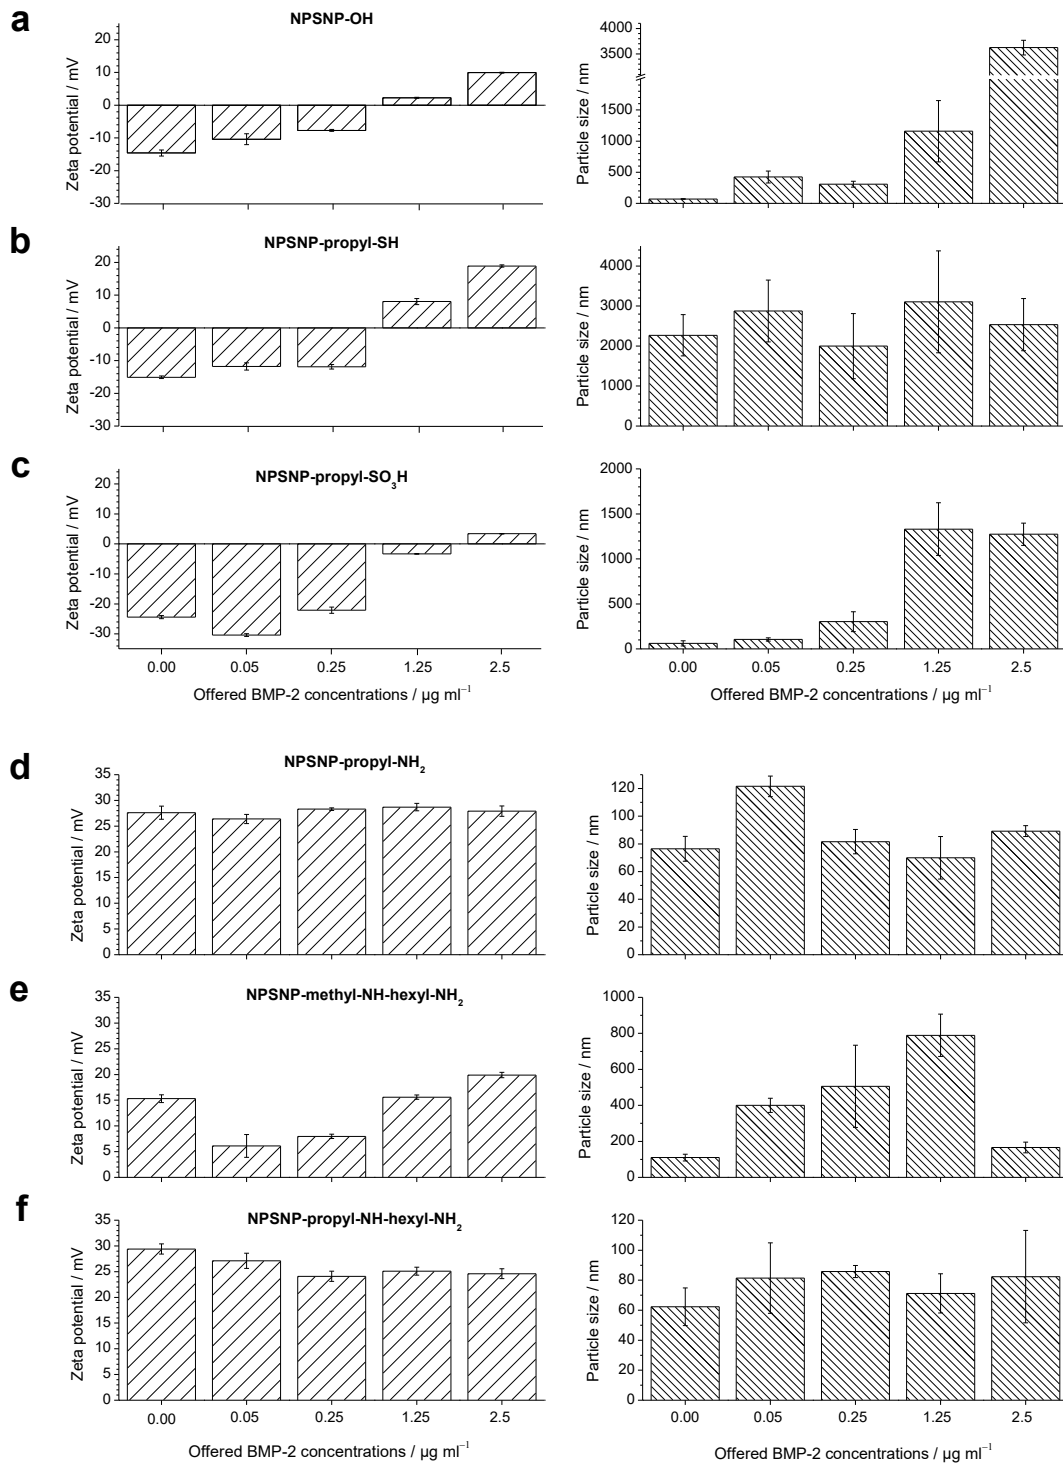 a
NPSNP-OH
Zeta potential / mV
20
10
0
-10
-20
-30
Particle size / nm
3500
1500
1000
500
0
b
NPSNP-propyl-SH
Zeta potential / mV
20
10
0
-10
-20
-30
Particle size / nm
4000
3000
2000
1000
0
c
NPSNP-propyl-SO₃H
Zeta potential / mV
20
10
0
-10
-20
-30
Particle size / nm
2000
1500
1000
500
0
0.00 0.05 0.25 1.25 2.5
Offered BMP-2 concentrations / µg ml⁻¹
0.00 0.05 0.25 1.25 2.5
Offered BMP-2 concentrations / µg ml⁻¹
d
NPSNP-propyl-NH₂
Zeta potential / mV
35
30
25
20
15
10
5
0
Particle size / nm
120
100
80
60
40
20
0
e
NPSNP-methyl-NH-hexyl-NH₂
Zeta potential / mV
35
30
25
20
15
10
5
0
Particle size / nm
1000
800
600
400
200
0
f
NPSNP-propyl-NH-hexyl-NH₂
Zeta potential / mV
35
30
25
20
15
10
5
0
Particle size / nm
120
100
80
60
40
20
0
0.00 0.05 0.25 1.25 2.5
Offered BMP-2 concentrations / µg ml⁻¹
0.00 0.05 0.25 1.25 2.5
Offered BMP-2 concentrations / µg ml⁻¹